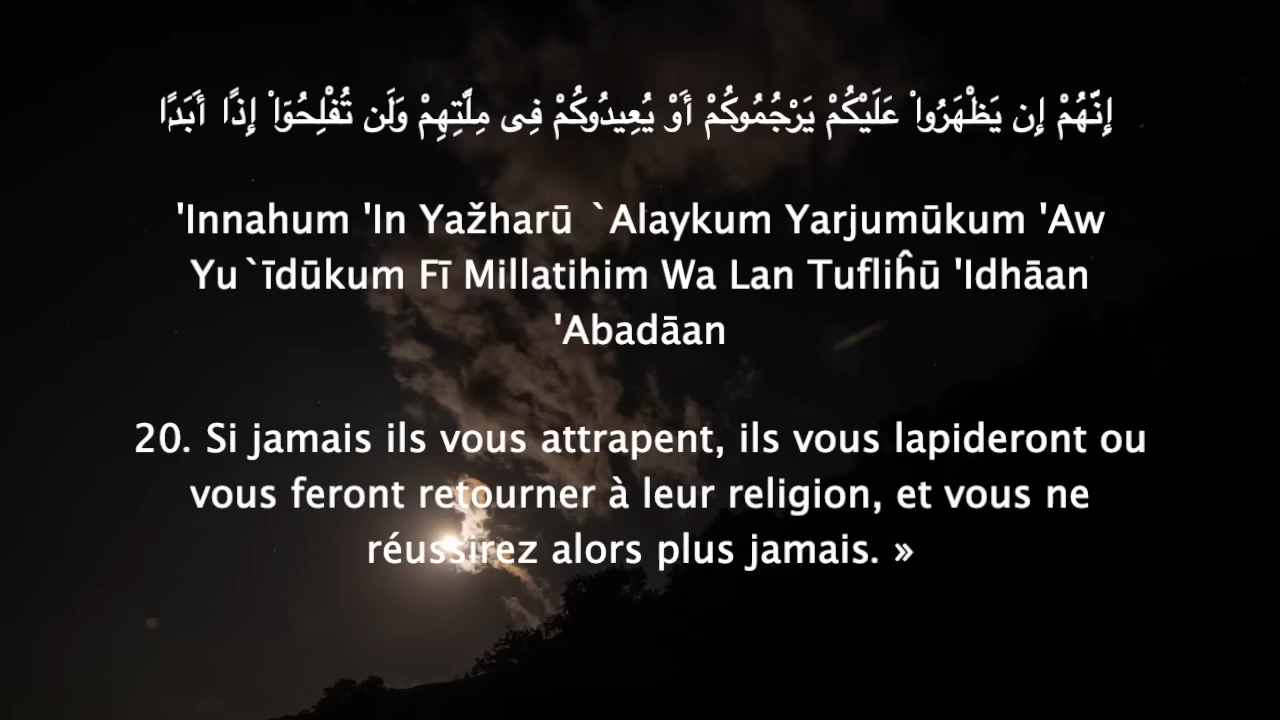 إِنَّهُمْ إِن يَظْهَرُوا۟ عَلَيْكُمْ يَرْجُمُوكُمْ أَوْ يُعِيدُوكُمْ فِى مِلَّتِهِمْ وَلَن تُفْلِحُوٓا۟ إِذًا أَبَدًۭا
'Innahum 'In Yažharū `Alaykum Yarjumūkum 'Aw
Yu`īdūkum Fī Millatihim Wa Lan Tufliĥū 'Idhāan
'Abadāan
20. Si jamais ils vous attrapent, ils vous lapideront ou
vous feront retourner à leur religion, et vous ne
réussirez alors plus jamais. »